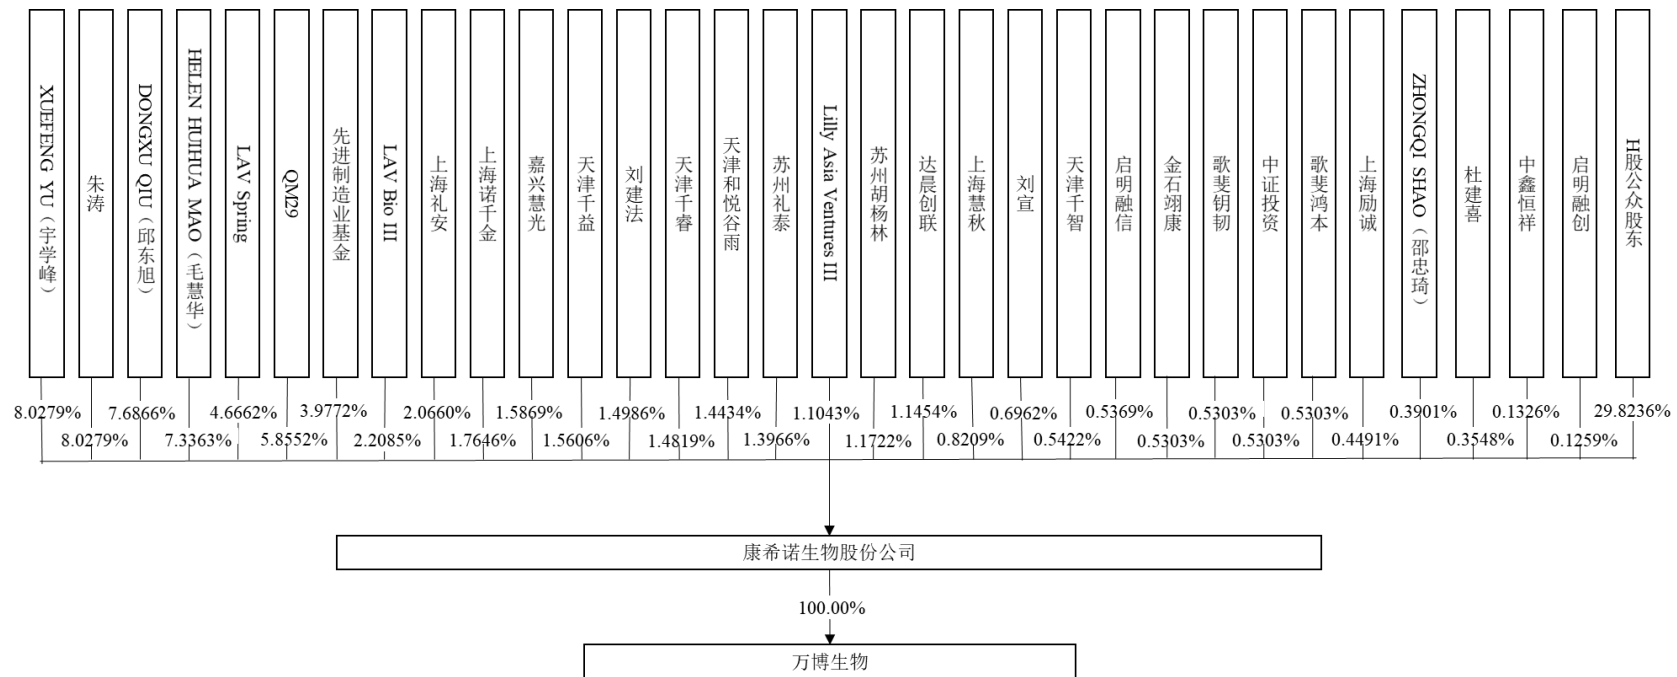 XUEFENG YU（宇学峰）
朱涛
DONGXU QIU（邱东旭）
HELEN HUIHUA MAO（毛慧华）
LAV Spring
QM29
先进制造业基金
LAV Bio III
上海礼安
上海诺千金
嘉兴慧光
天津千益
刘建法
天津千睿
天津和悦谷雨
苏州礼泰
Lilly Asia Ventures III
苏州胡杨林
达晨创联
上海慧秋
刘宣
天津千智
启明融信
金石翊康
歌斐钥韧
中证投资
歌斐鸿本
上海励诚
ZHONGQI SHAO（邵忠琦）
杜建喜
中鑫恒祥
启明融创
H股公众股东
8.0279%
8.0279%
7.6866%
7.3363%
4.6662%
5.8552%
3.9772%
2.2085%
2.0660%
1.7646%
1.5869%
1.5606%
1.4986%
1.4819%
1.4434%
1.3966%
1.1043%
1.1722%
1.1454%
0.8209%
0.6962%
0.5422%
0.5369%
0.5303%
0.5303%
0.5303%
0.5303%
0.4491%
0.3901%
0.3548%
0.1326%
0.1259%
29.8236%
康希诺生物股份公司
100.00%
万博生物